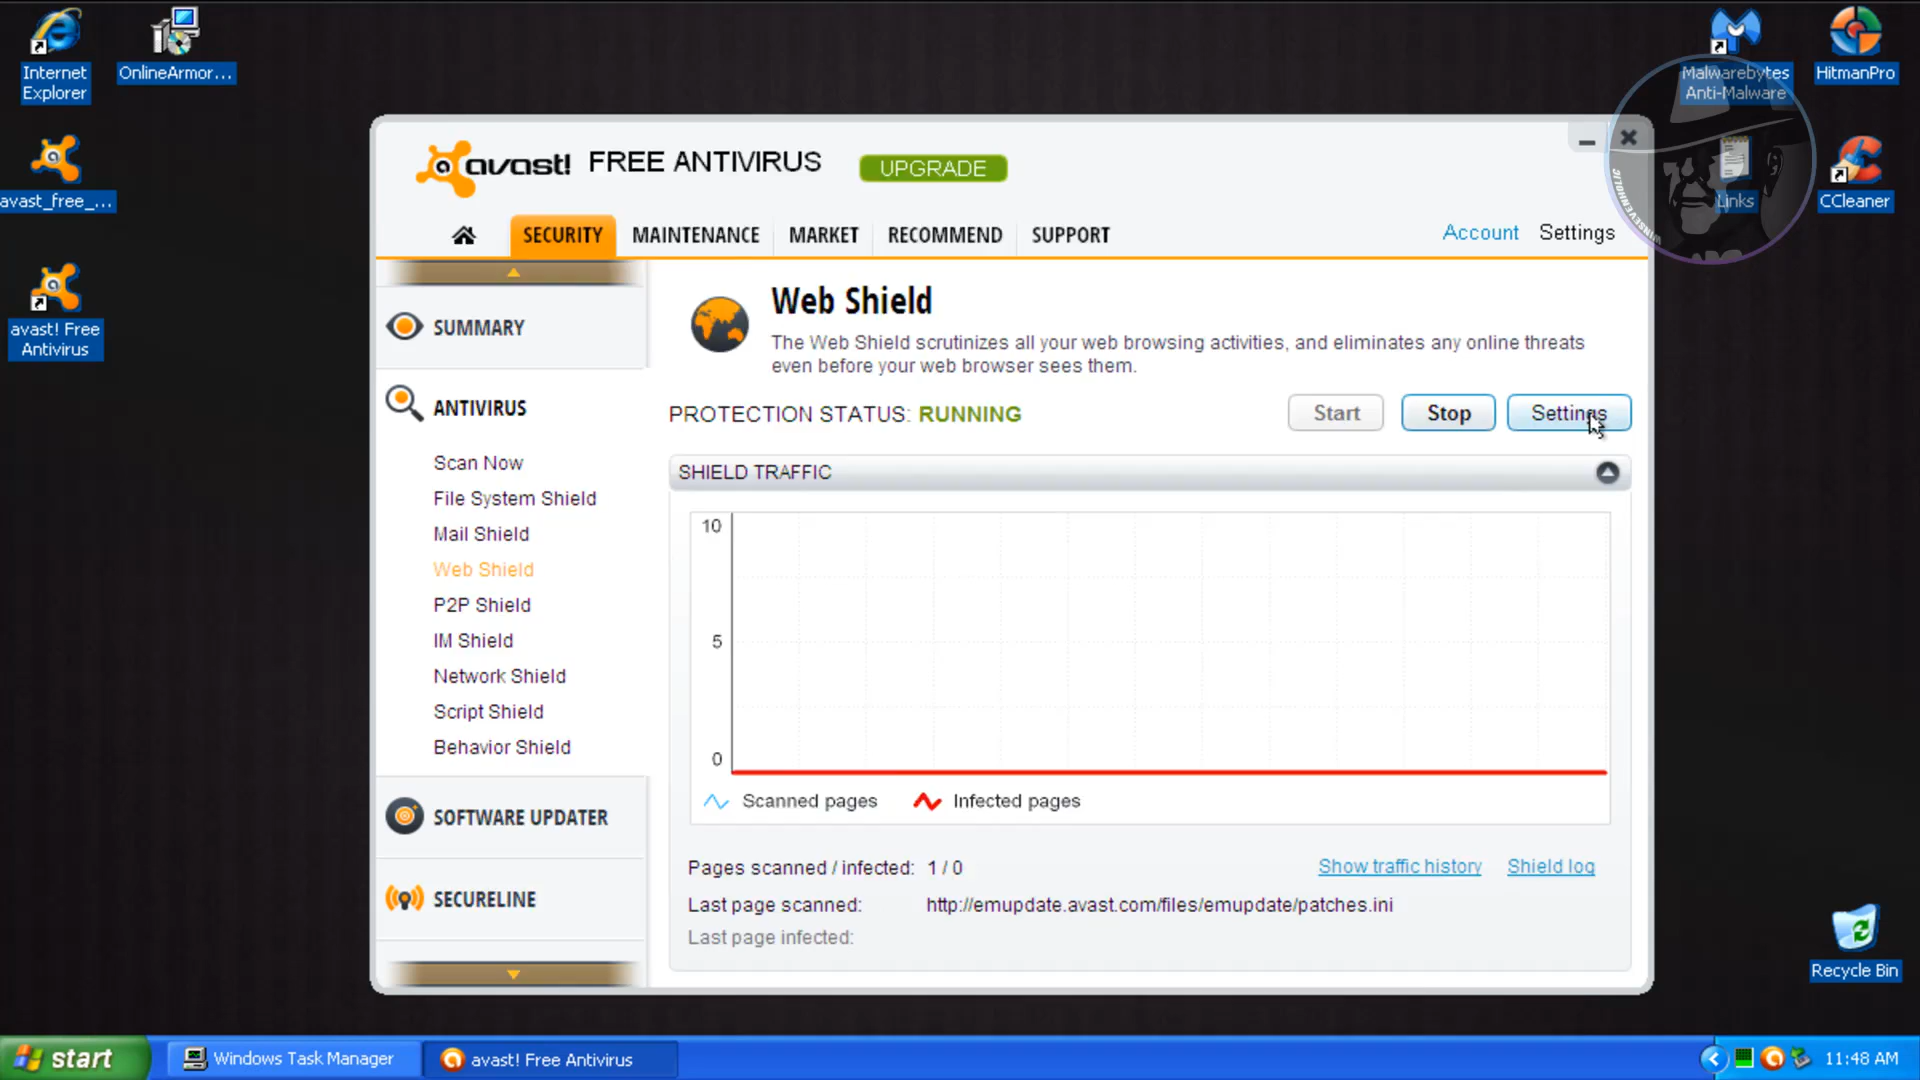 Internet
Explorer
OnlineArmor...
avast_free_...
avast! Free
Antivirus
Malwarebytes
Anti-Malware
HitmanPro
Links
CCleaner
Recycle Bin
avast! FREE ANTIVIRUS
UPGRADE
SECURITY
MAINTENANCE
MARKET
RECOMMEND
SUPPORT
Account
Settings
SUMMARY
ANTIVIRUS
Scan Now
File System Shield
Mail Shield
Web Shield
P2P Shield
IM Shield
Network Shield
Script Shield
Behavior Shield
SOFTWARE UPDATER
SECURELINE
Web Shield
The Web Shield scrutinizes all your web browsing activities, and eliminates any online threats
even before your web browser sees them.
PROTECTION STATUS: RUNNING
Start
Stop
Settings
SHIELD TRAFFIC
10
5
0
Scanned pages
Infected pages
Pages scanned / infected: 1 / 0
Show traffic history
Shield log
Last page scanned: http://emupdate.avast.com/files/emupdate/patches.ini
Last page infected:
start
Windows Task Manager
avast! Free Antivirus
11:48 AM